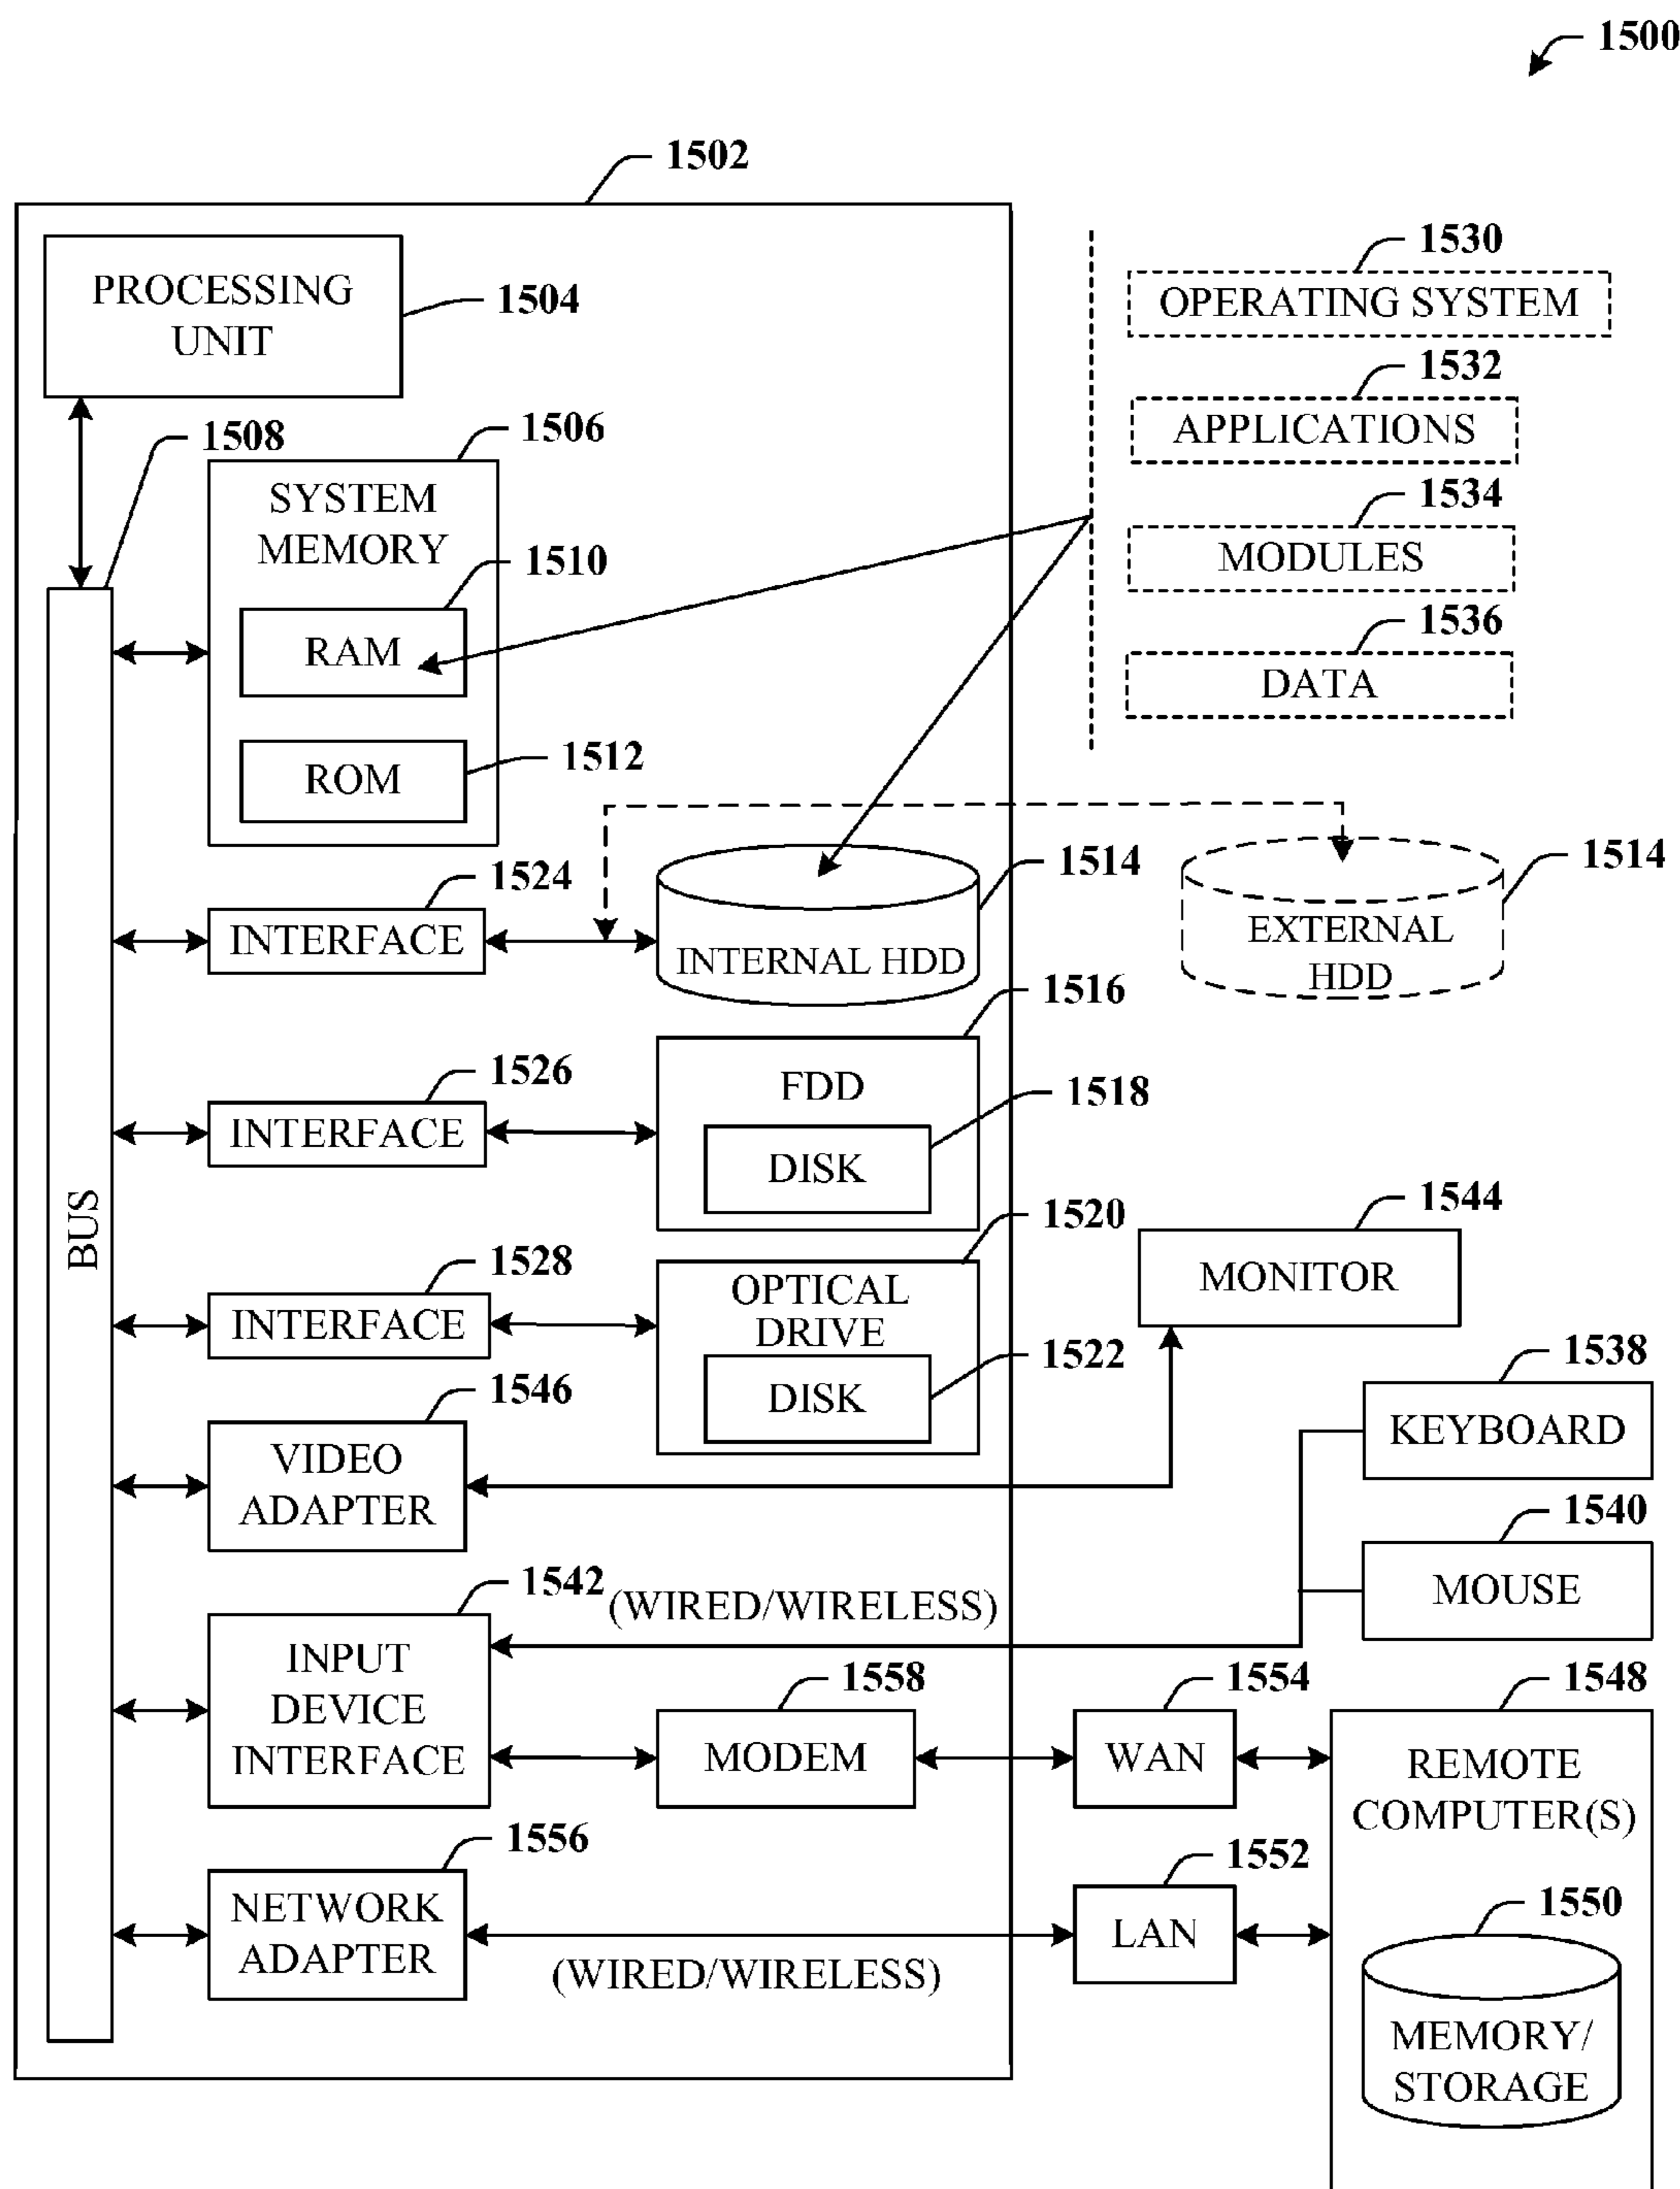 1500
1502
PROCESSING
UNIT
1504
1530
OPERATING SYSTEM
1532
APPLICATIONS
1534
MODULES
1536
DATA
1508
1506
SYSTEM
MEMORY
1510
RAM
1512
ROM
1524
INTERFACE
1514
INTERNAL HDD
1514
EXTERNAL
HDD
1526
INTERFACE
1516
FDD
1518
DISK
BUS
1528
INTERFACE
1520
OPTICAL
DRIVE
1522
DISK
1544
MONITOR
1546
VIDEO
ADAPTER
1538
KEYBOARD
1540
MOUSE
1542
(WIRED/WIRELESS)
INPUT
DEVICE
INTERFACE
1558
MODEM
1554
WAN
1548
REMOTE
COMPUTER(S)
1556
NETWORK
ADAPTER
(WIRED/WIRELESS)
1552
LAN
1550
MEMORY/
STORAGE